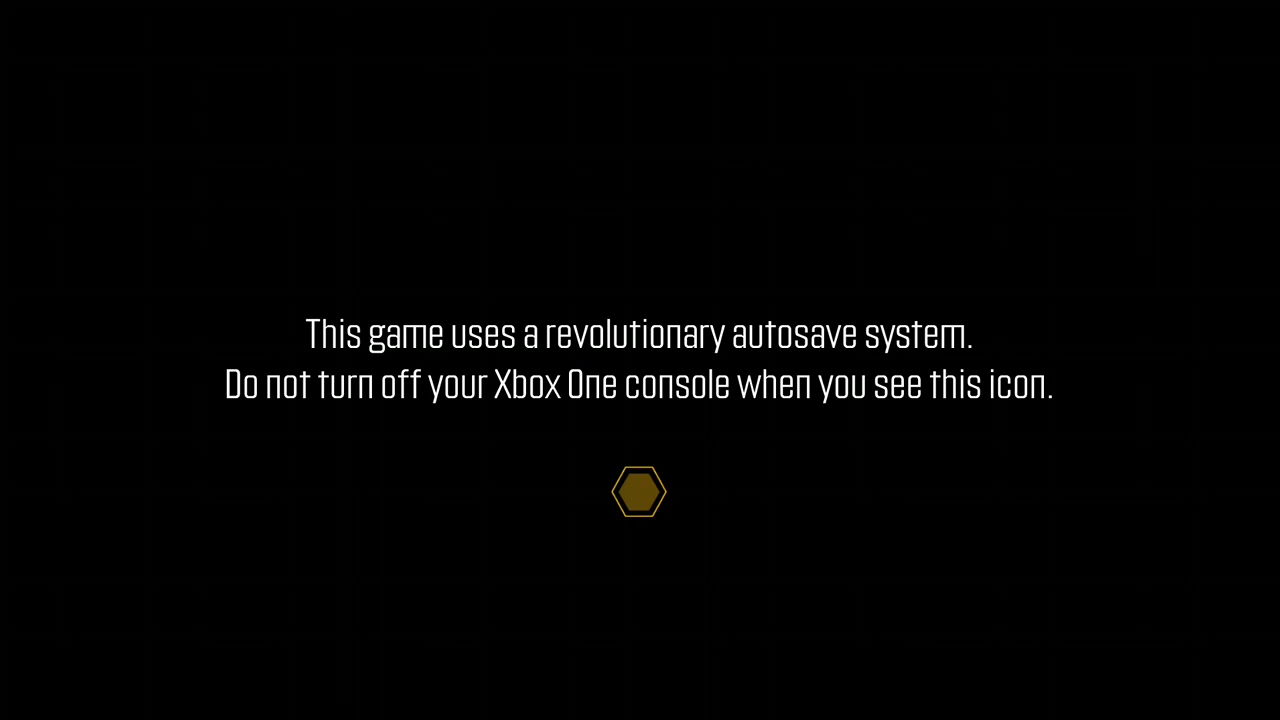 This game uses a revolutionary autosave system.
Do not turn off your Xbox One console when you see this icon.